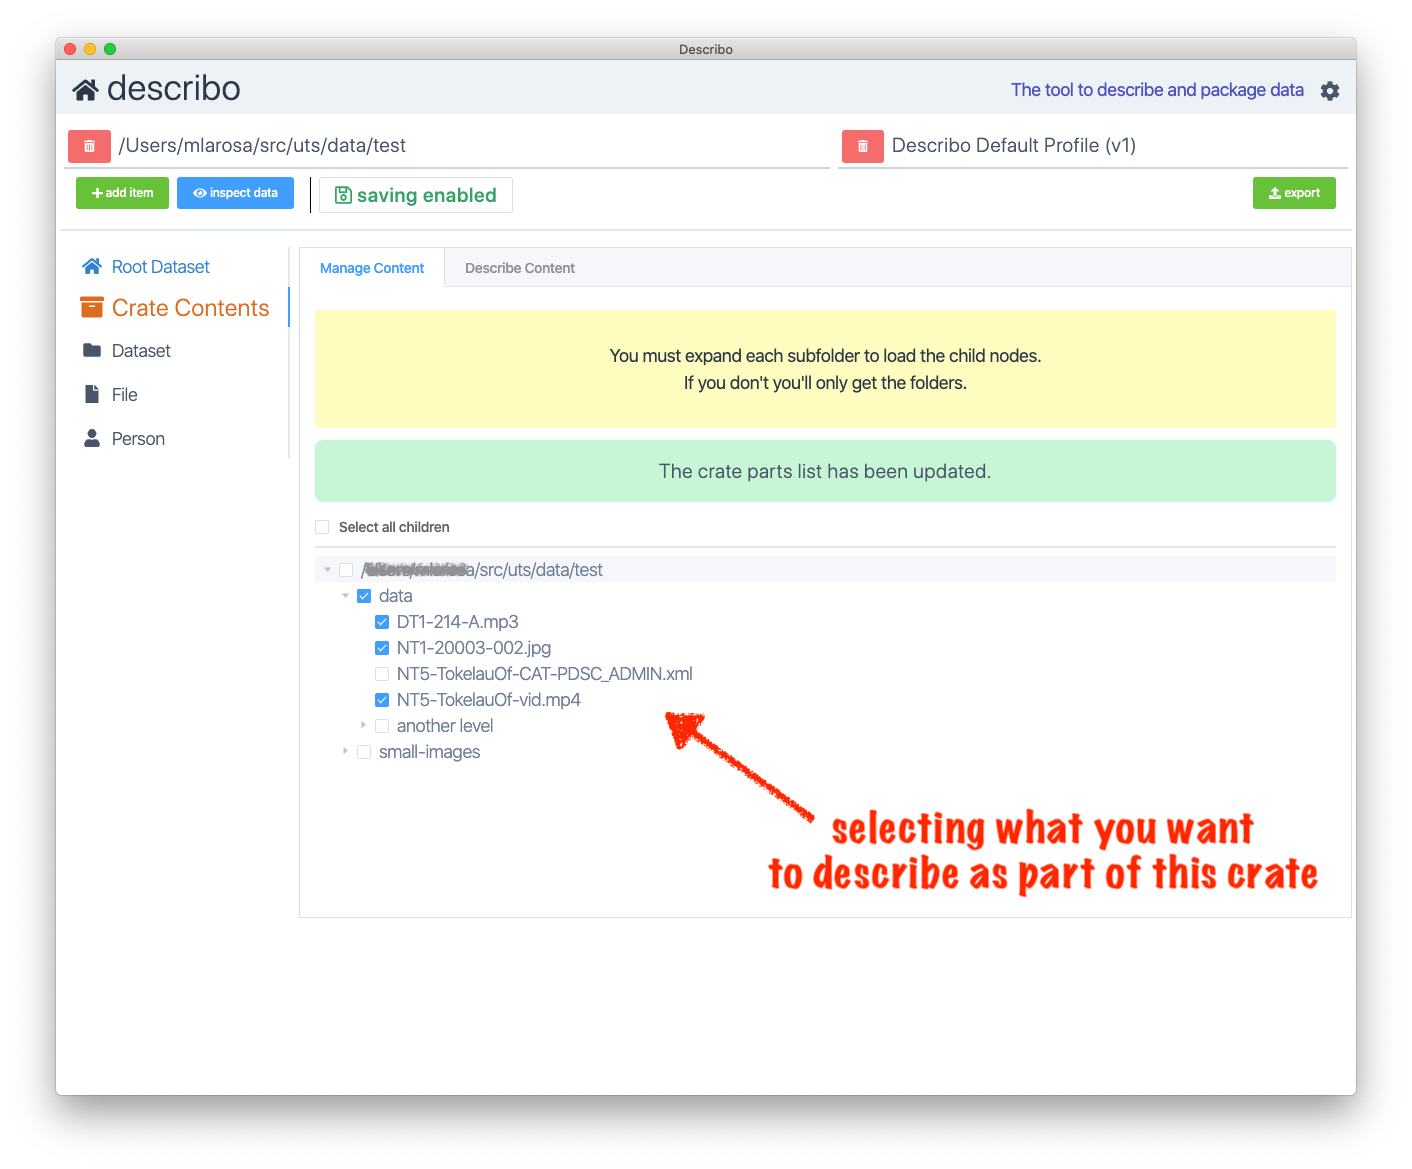 Describo
describo
The tool to describe and package data
/Users/mlarosa/src/uts/data/test
Describo Default Profile (v1)
add item
inspect data
saving enabled
export
Root Dataset
Crate Contents
Dataset
File
Person
Manage Content
Describe Content
You must expand each subfolder to load the child nodes.
If you don't you'll only get the folders.
The crate parts list has been updated.
Select all children
/src/uts/data/test
data
DT1-214-A.mp3
NT1-20003-002.jpg
NT5-TokelauOf-CAT-PDSC_ADMIN.xml
NT5-TokelauOf-vid.mp4
another level
small-images
selecting what you want
to describe as part of this crate